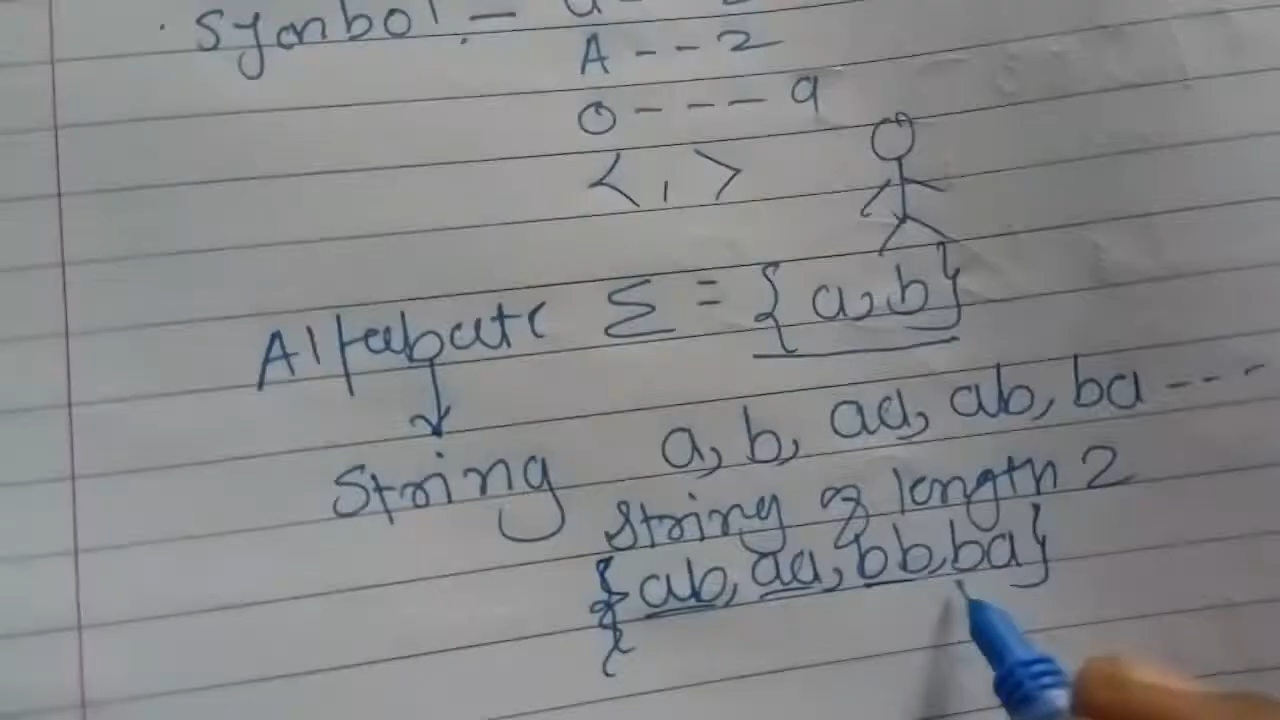 Symbol -
A - - Z
0 - - - 9
< , >
Alfabate Σ = { a, b }
String a, b, aa, ab, ba - - - -
String of length 2
{ ab, aa, bb, ba }